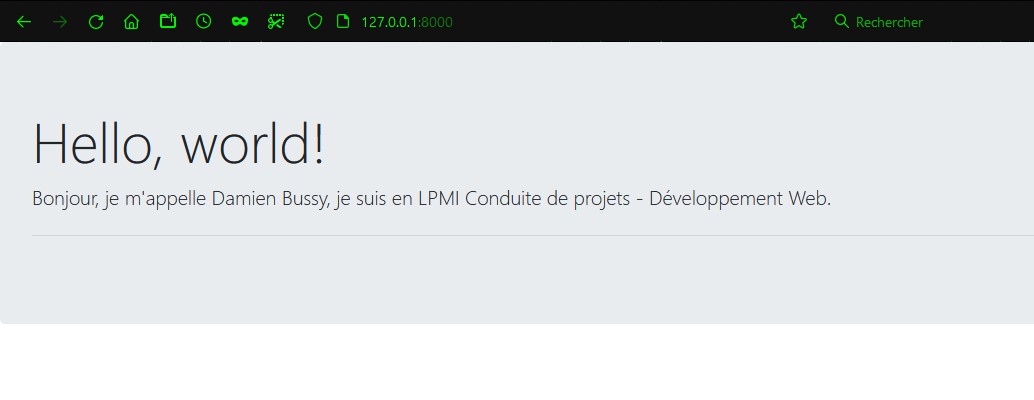 127.0.0.1:8000
Rechercher
Hello, world!
Bonjour, je m'appelle Damien Bussy, je suis en LPMI Conduite de projets - Développement Web.